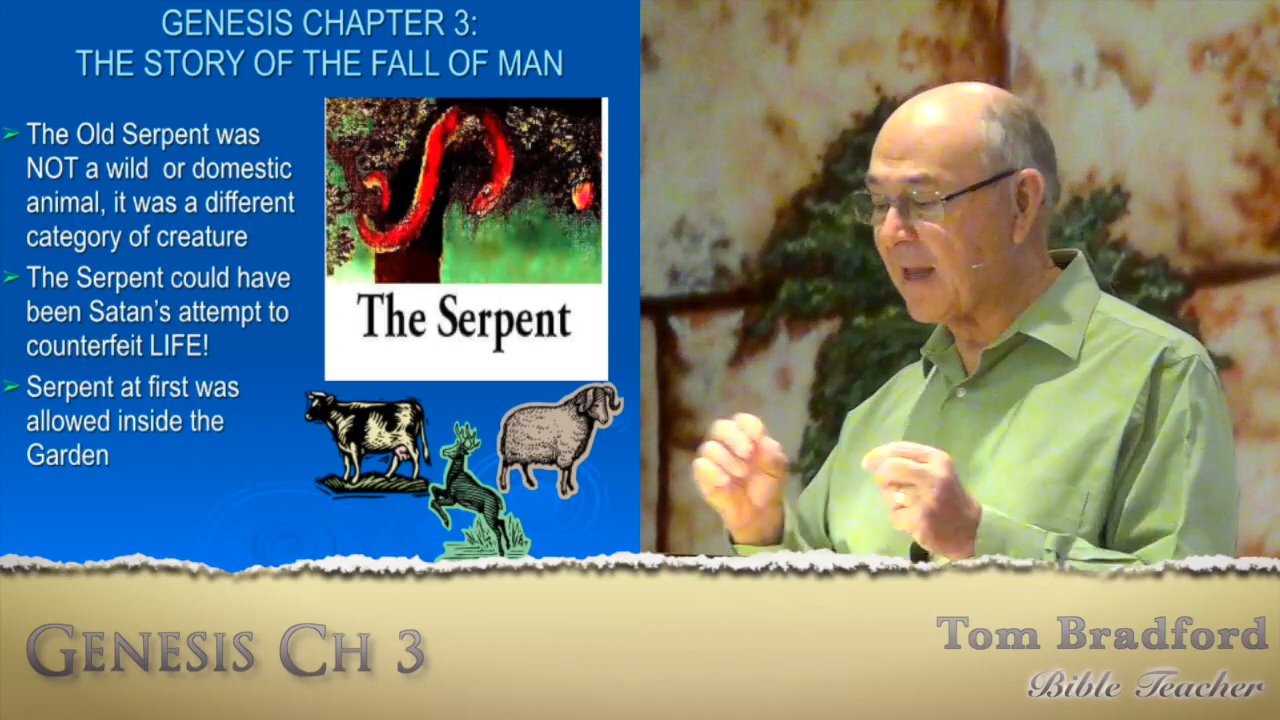 GENESIS CHAPTER 3:
THE STORY OF THE FALL OF MAN
➢ The Old Serpent was
NOT a wild or domestic
animal, it was a different
category of creature
➢ The Serpent could have
been Satan's attempt to
counterfeit LIFE!
➢ Serpent at first was
allowed inside the
Garden
The Serpent
GENESIS CH 3
Tom Bradford
Bible Teacher